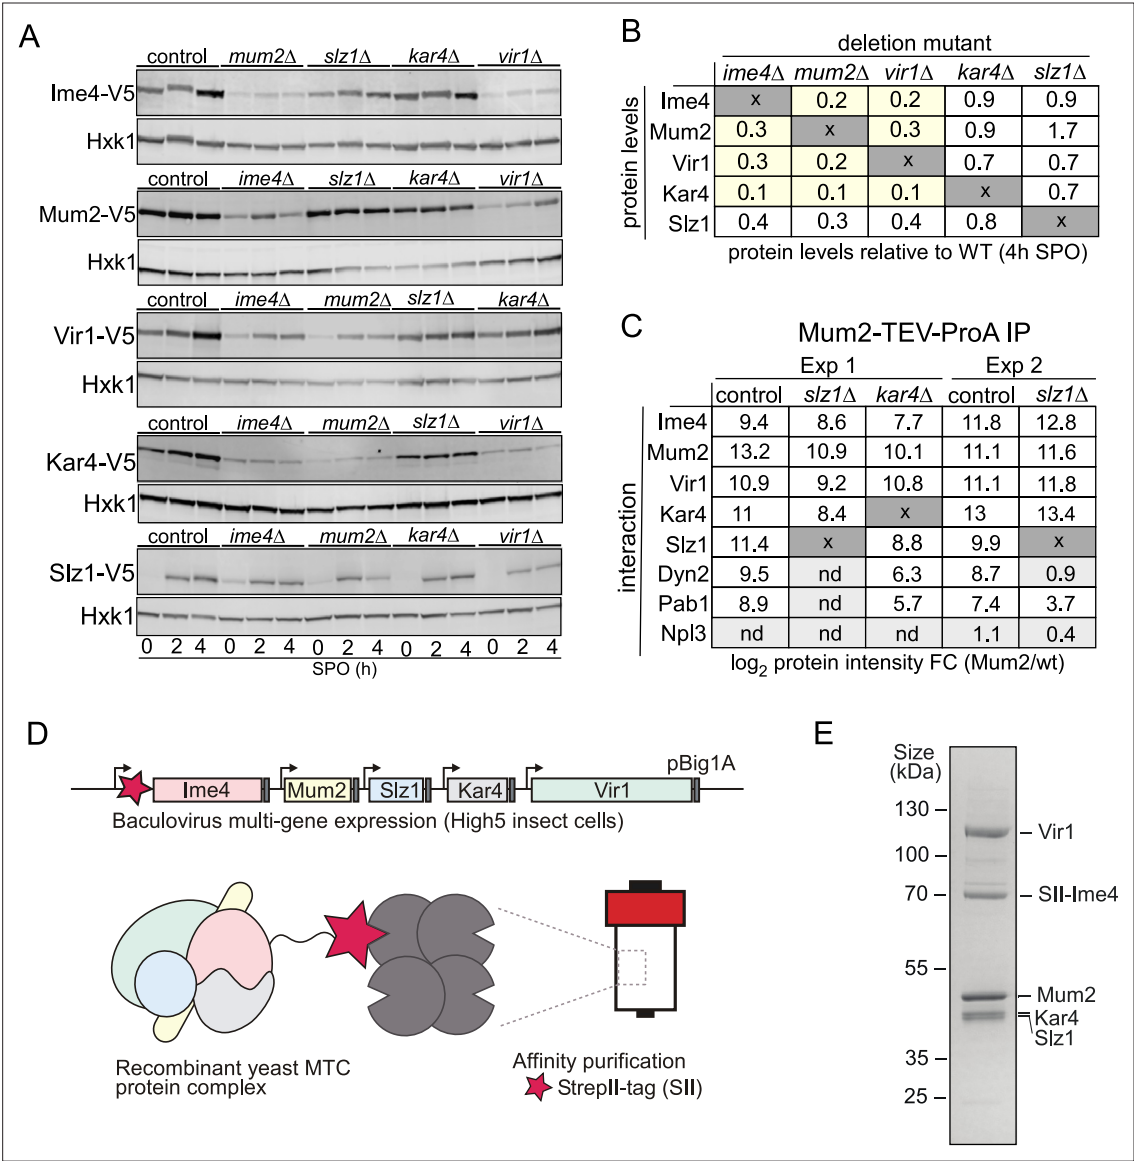 A
control mum2Δ slz1Δ kar4Δ vir1Δ
Ime4-V5
Hxk1
control ime4Δ slz1Δ kar4Δ vir1Δ
Mum2-V5
Hxk1
control ime4Δ mum2Δ slz1Δ kar4Δ
Vir1-V5
Hxk1
control ime4Δ mum2Δ slz1Δ vir1Δ
Kar4-V5
Hxk1
control ime4Δ mum2Δ kar4Δ vir1Δ
Slz1-V5
Hxk1
0 2 4 0 2 4 0 2 4 0 2 4 0 2 4
SPO (h)
B
deletion mutant
ime4Δ mum2Δ vir1Δ kar4Δ slz1Δ
protein levels
Ime4 x 0.2 0.2 0.9 0.9
Mum2 0.3 x 0.3 0.9 1.7
Vir1 0.3 0.2 x 0.7 0.7
Kar4 0.1 0.1 0.1 x 0.7
Slz1 0.4 0.3 0.4 0.8 x
protein levels relative to WT (4h SPO)
C
Mum2-TEV-ProA IP
Exp 1 Exp 2
control slz1Δ kar4Δ control slz1Δ
interaction
Ime4 9.4 8.6 7.7 11.8 12.8
Mum2 13.2 10.9 10.1 11.1 11.6
Vir1 10.9 9.2 10.8 11.1 11.8
Kar4 11 8.4 x 13 13.4
Slz1 11.4 x 8.8 9.9 x
Dyn2 9.5 nd 6.3 8.7 0.9
Pab1 8.9 nd 5.7 7.4 3.7
Npl3 nd nd nd 1.1 0.4
log2 protein intensity FC (Mum2/wt)
D
pBig1A
Ime4 Mum2 Slz1 Kar4 Vir1
Baculovirus multi-gene expression (High5 insect cells)
Recombinant yeast MTC
protein complex
Affinity purification
StrepII-tag (SII)
E
Size
(kDa)
130
100
70
55
35
25
Vir1
SII-Ime4
Mum2
Kar4
Slz1